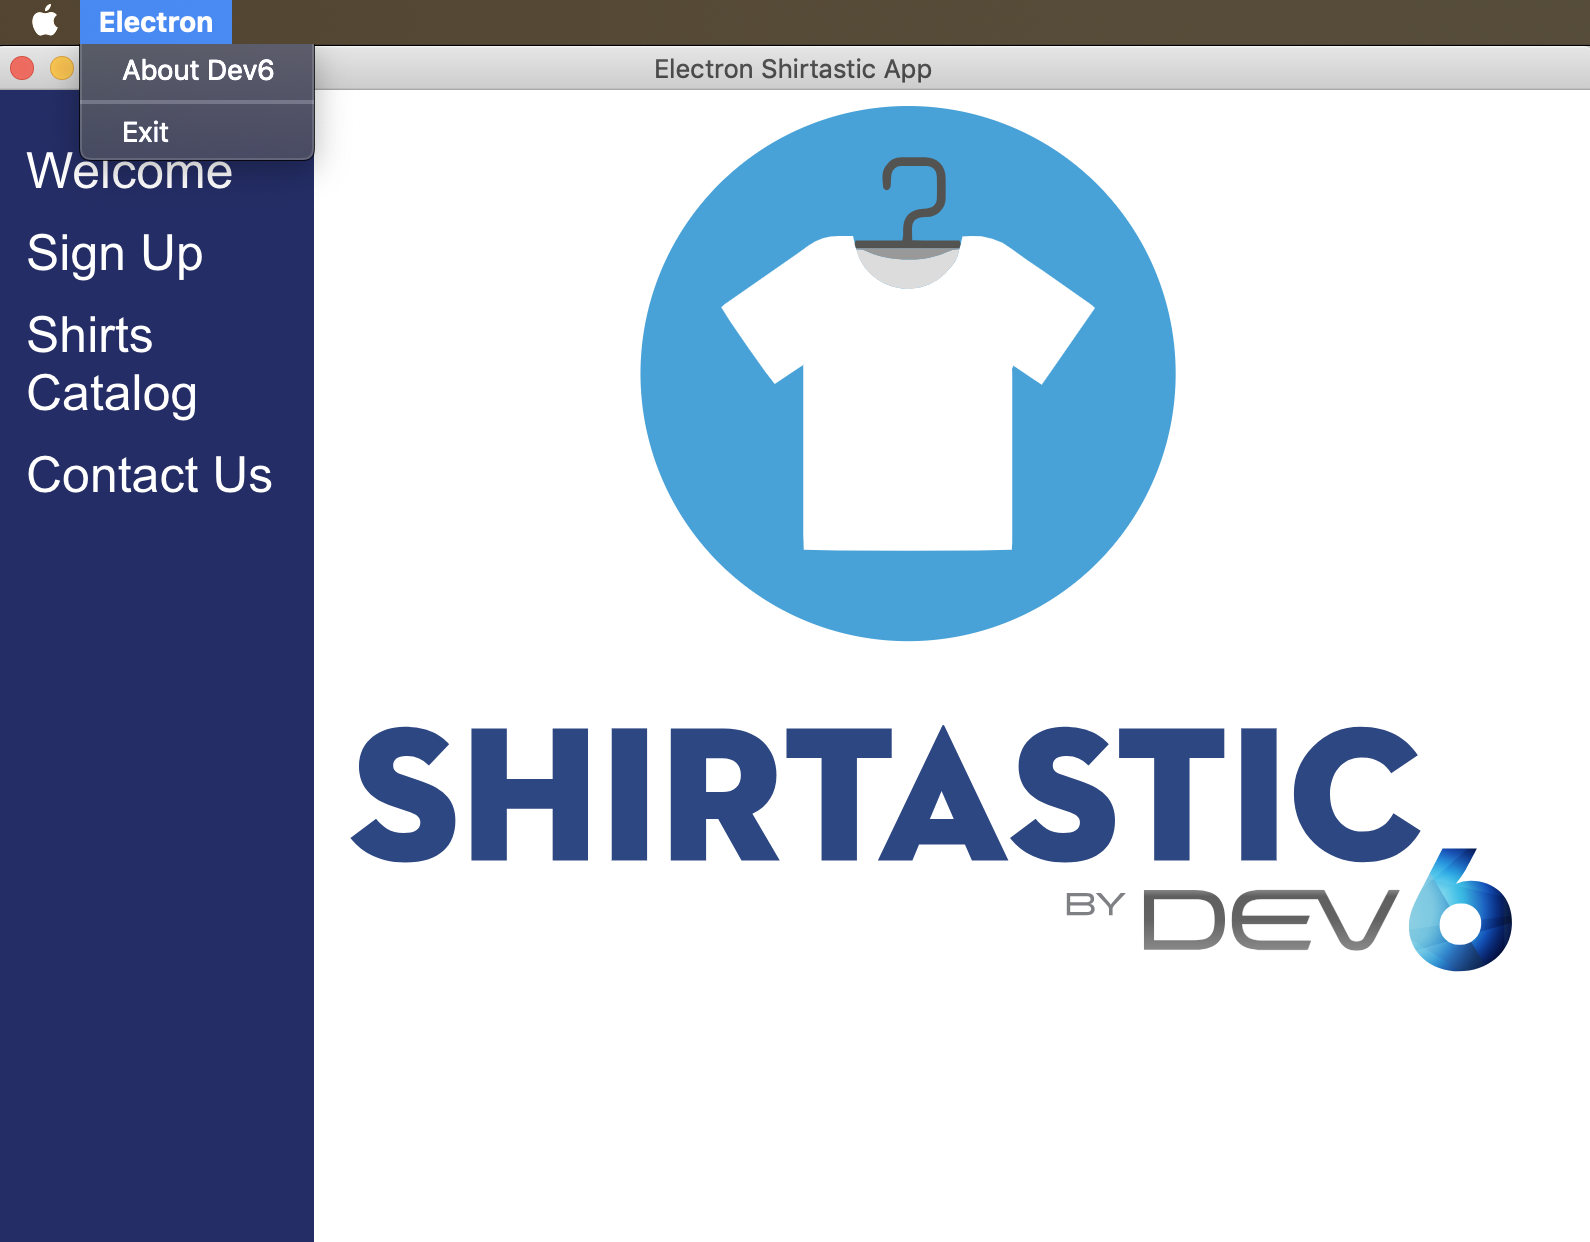 Electron
About Dev6
Exit
Electron Shirtastic App
Welcome
Sign Up
Shirts
Catalog
Contact Us
SHIRTASTIC
BY DEV6